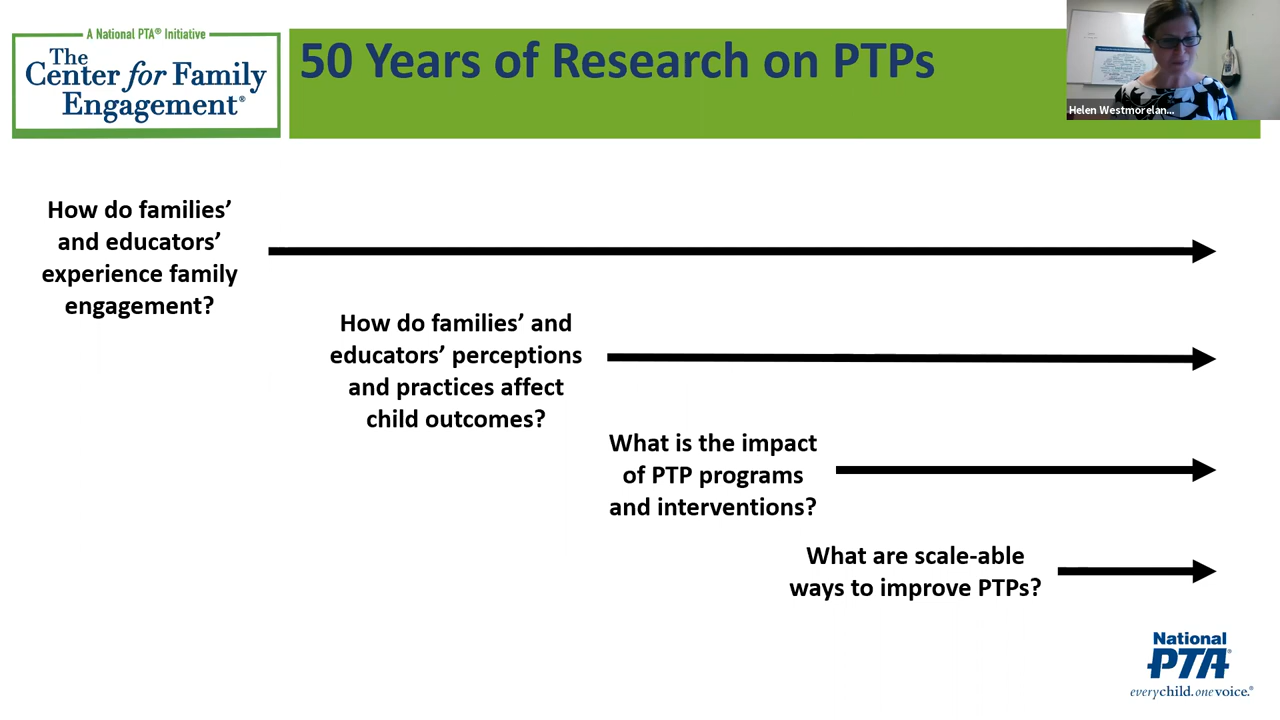 A National PTA® Initiative
The
Center for Family
Engagement®
50 Years of Research on PTPs
Helen Westmorelan...
How do families’
and educators’
experience family
engagement?
How do families’ and
educators’ perceptions
and practices affect
child outcomes?
What is the impact
of PTP programs
and interventions?
What are scale-able
ways to improve PTPs?
National
PTA®
everychild.onevoice.®